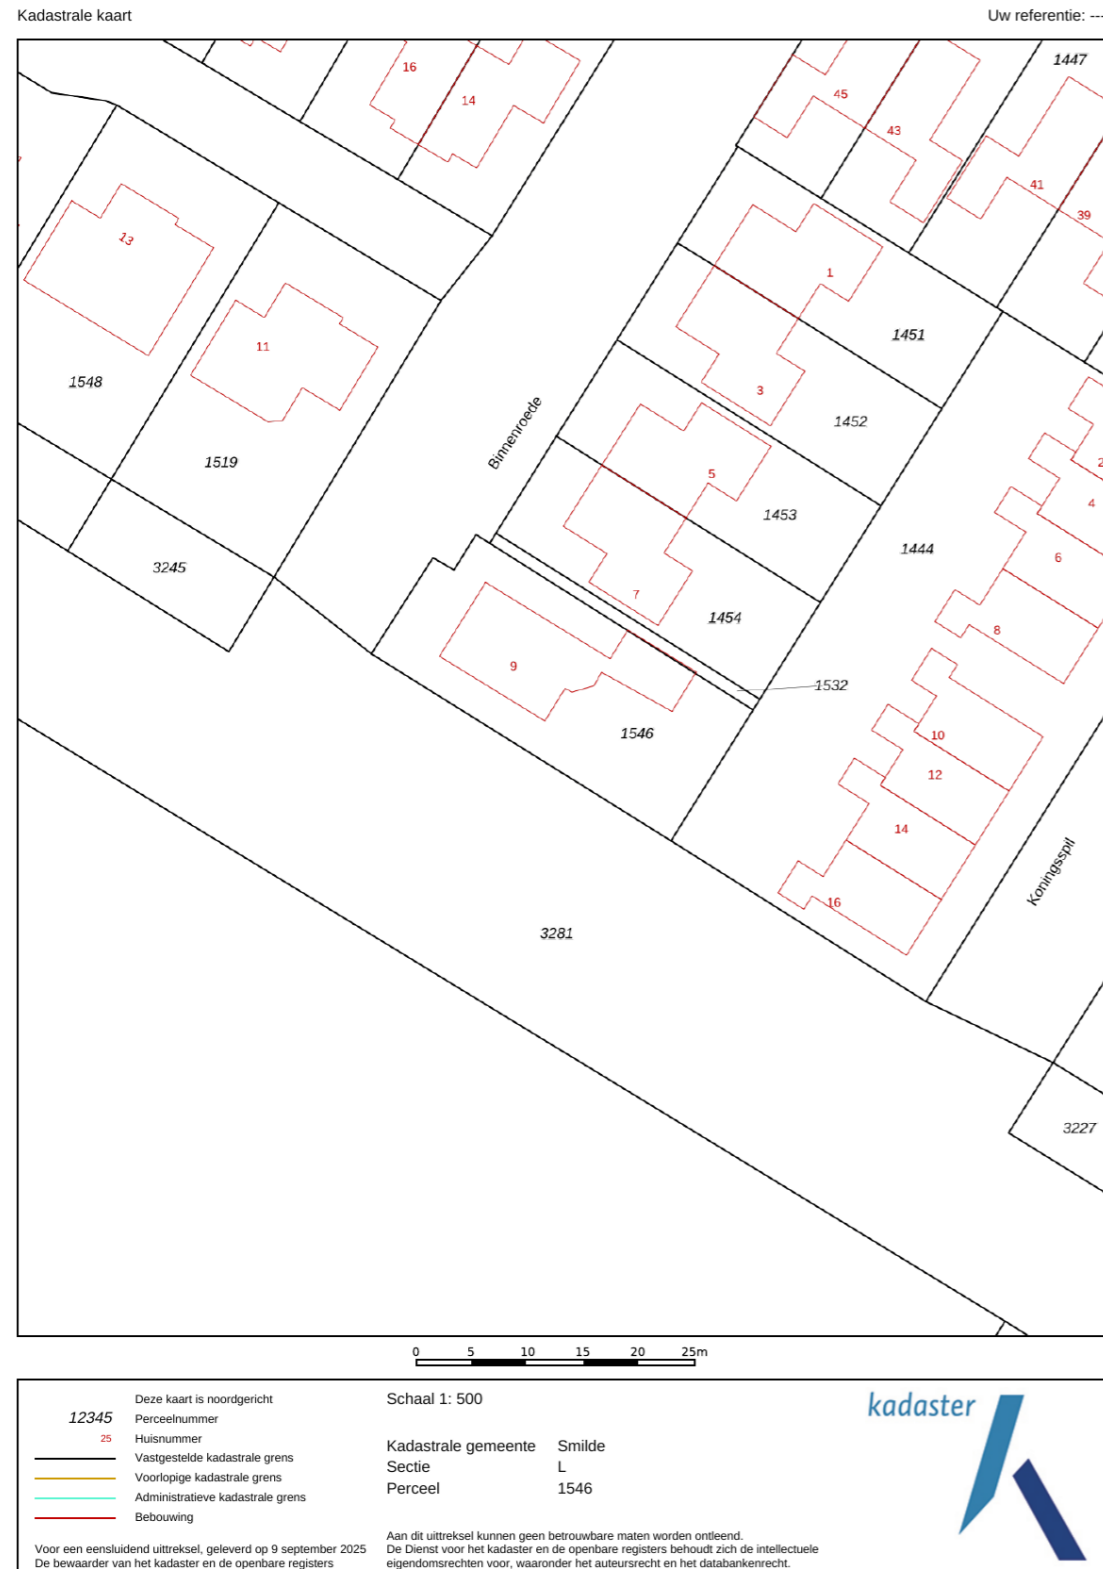 Kadastrale kaart
Uw referentie: ---
1447
16
14
45
43
41
39
13
1
11
1451
1548
3
1452
Binnenroede
1519
5
2
1453
4
1444
6
3245
7
1454
8
9
1532
1546
10
12
14
Koningsspil
16
3281
3227
0 5 10 15 20 25m
Deze kaart is noordgericht
12345 Perceelnummer
25 Huisnummer
Vastgestelde kadastrale grens
Voorlopige kadastrale grens
Administratieve kadastrale grens
Bebouwing
Voor een eensluidend uittreksel, geleverd op 9 september 2025
De bewaarder van het kadaster en de openbare registers
Schaal 1: 500
Kadastrale gemeente Smilde
Sectie L
Perceel 1546
Aan dit uittreksel kunnen geen betrouwbare maten worden ontleend.
De Dienst voor het kadaster en de openbare registers behoudt zich de intellectuele
eigendomsrechten voor, waaronder het auteursrecht en het databankenrecht.
kadaster